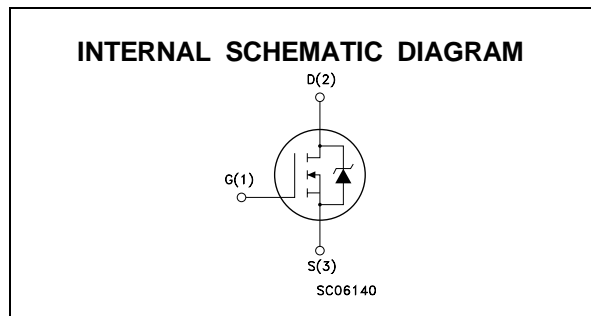 INTERNAL SCHEMATIC DIAGRAM
D(2)
G(1)
S(3)
SC06140